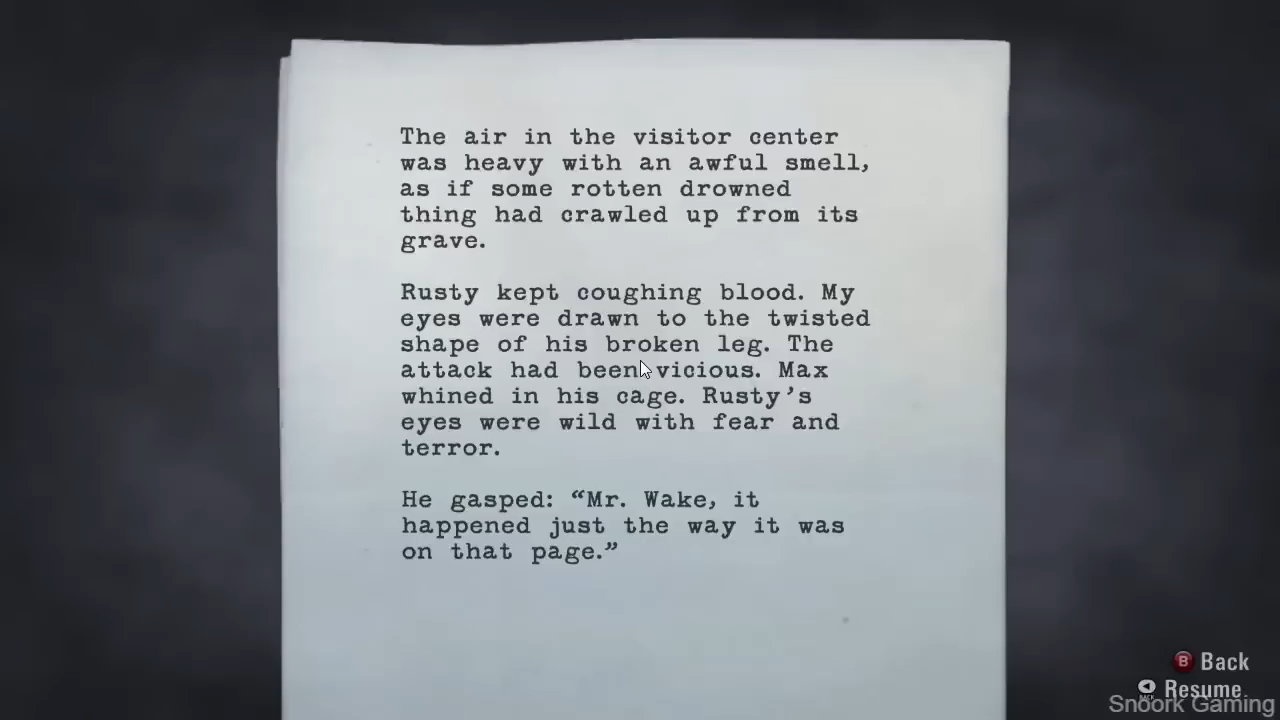 The air in the visitor center
was heavy with an awful smell,
as if some rotten drowned
thing had crawled up from its
grave.
Rusty kept coughing blood. My
eyes were drawn to the twisted
shape of his broken leg. The
attack had been vicious. Max
whined in his cage. Rusty’s
eyes were wild with fear and
terror.
He gasped: “Mr. Wake, it
happened just the way it was
on that page.”
B Back
BACK Resume
Snoork Gaming